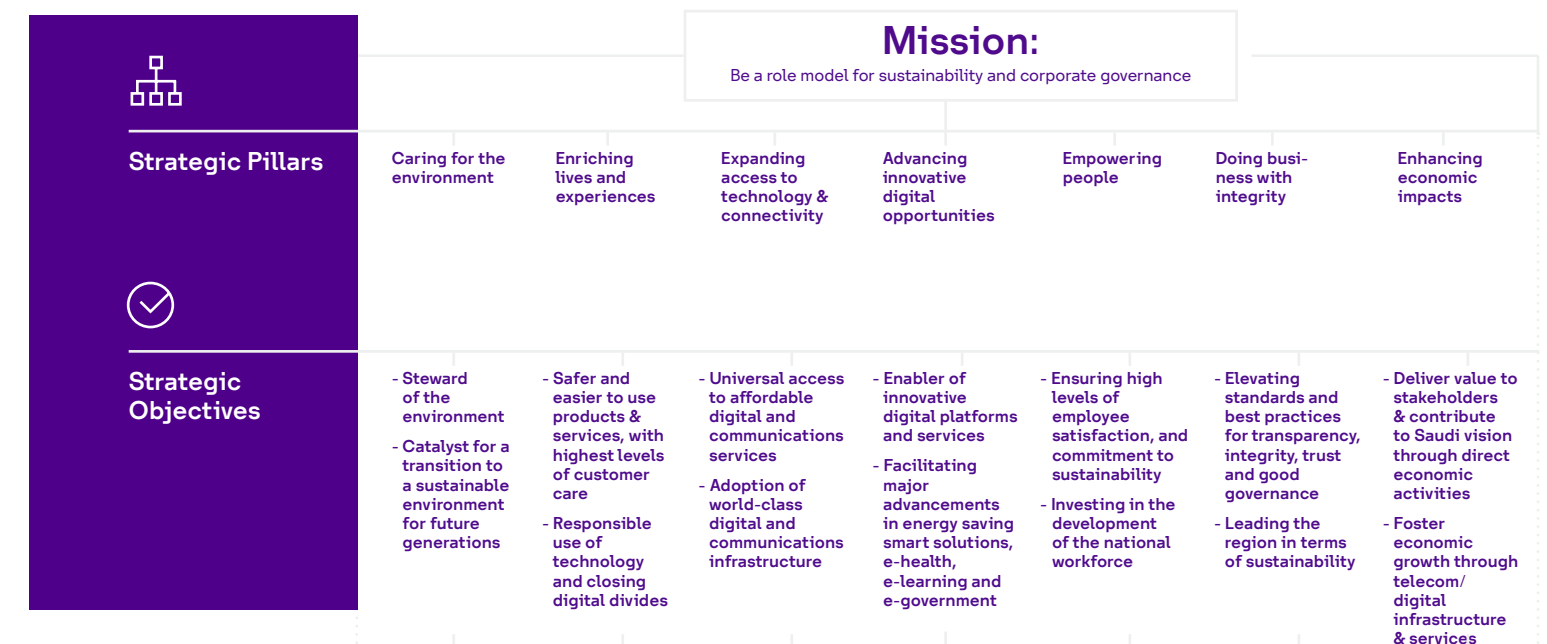 Mission:
Be a role model for sustainability and corporate governance
Strategic Pillars
Caring for the
environment
Enriching
lives and
experiences
Expanding
access to
technology &
connectivity
Advancing
innovative
digital
opportunities
Empowering
people
Doing busi-
ness with
integrity
Enhancing
economic
impacts
Strategic
Objectives
- Steward
of the
environment
- Catalyst for a
transition to
a sustainable
environment
for future
generations
- Safer and
easier to use
products &
services, with
highest levels
of customer
care
- Responsible
use of
technology
and closing
digital divides
- Universal access
to affordable
digital and
communications
services
- Adoption of
world-class
digital and
communications
infrastructure
- Enabler of
innovative
digital platforms
and services
- Facilitating
major
advancements
in energy saving
smart solutions,
e-health,
e-learning and
e-government
- Ensuring high
levels of
employee
satisfaction, and
commitment to
sustainability
- Investing in the
development
of the national
workforce
- Elevating
standards and
best practices
for transparency,
integrity, trust
and good
governance
- Leading the
region in terms
of sustainability
- Deliver value to
stakeholders
& contribute
to Saudi vision
through direct
economic
activities
- Foster
economic
growth through
telecom/
digital
infrastructure
& services